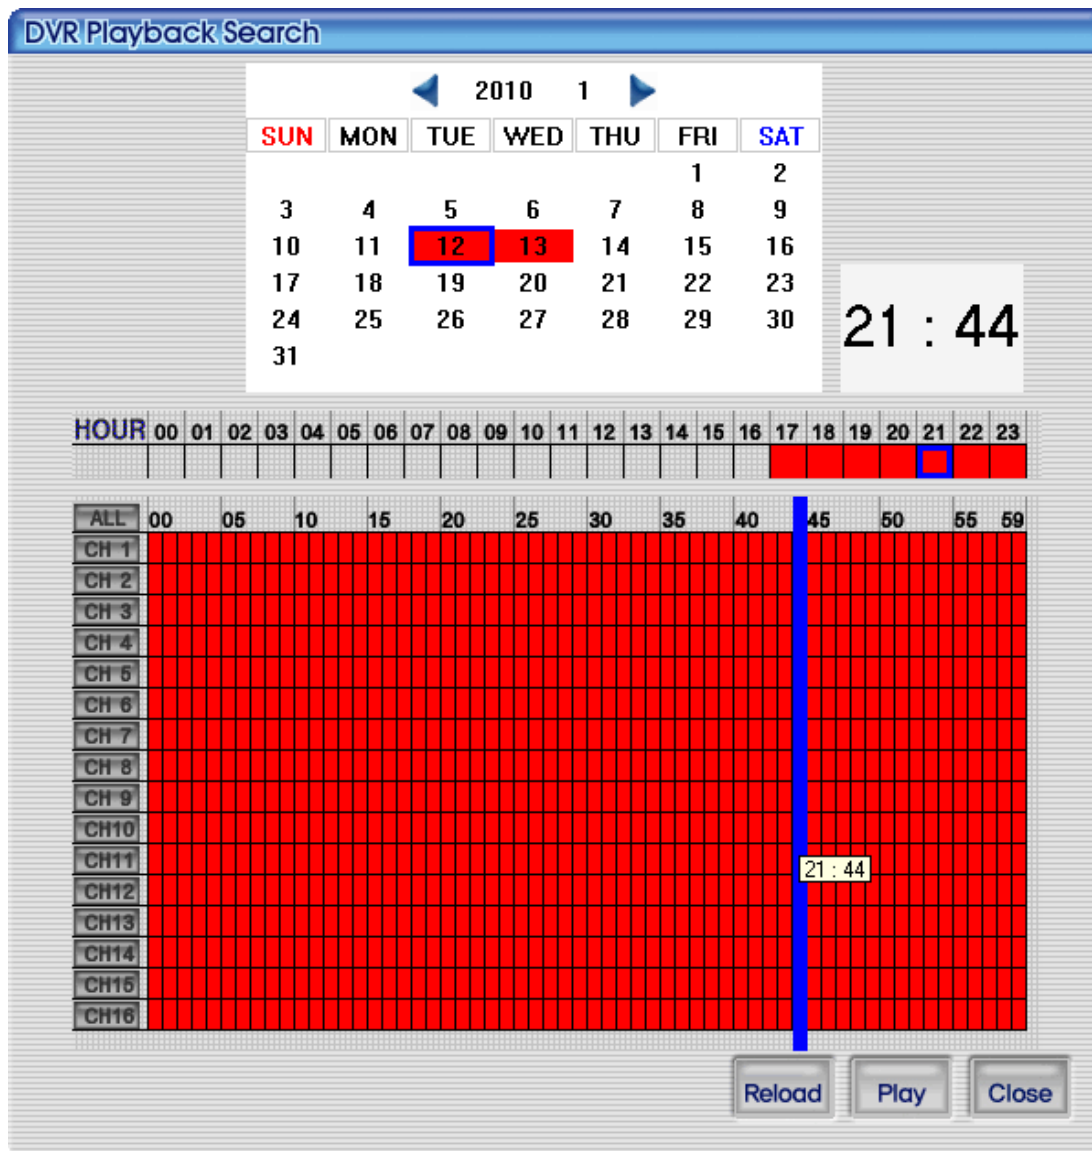 DVR Playback Search
2010 1
SUN MON TUE WED THU FRI SAT
1 2
3 4 5 6 7 8 9
10 11 12 13 14 15 16
17 18 19 20 21 22 23
24 25 26 27 28 29 30
31
21 : 44
HOUR 00 01 02 03 04 05 06 07 08 09 10 11 12 13 14 15 16 17 18 19 20 21 22 23
ALL 00 05 10 15 20 25 30 35 40 45 50 55 59
CH 1
CH 2
CH 3
CH 4
CH 5
CH 6
CH 7
CH 8
CH 9
CH10
CH11
21 : 44
CH12
CH13
CH14
CH15
CH16
Reload Play Close